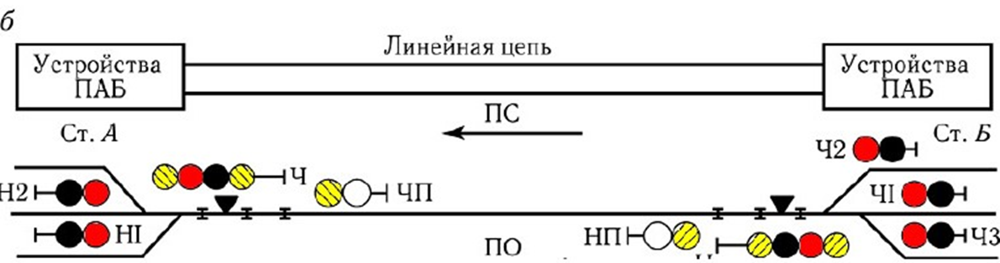 б
Линейная цепь
Устройства
ПАБ
Устройства
ПАБ
ПС
Ст. А
Ст. Б
Ч2
Н2
Ч
ЧП
ЧI
НI
НП
ПО
Ч3